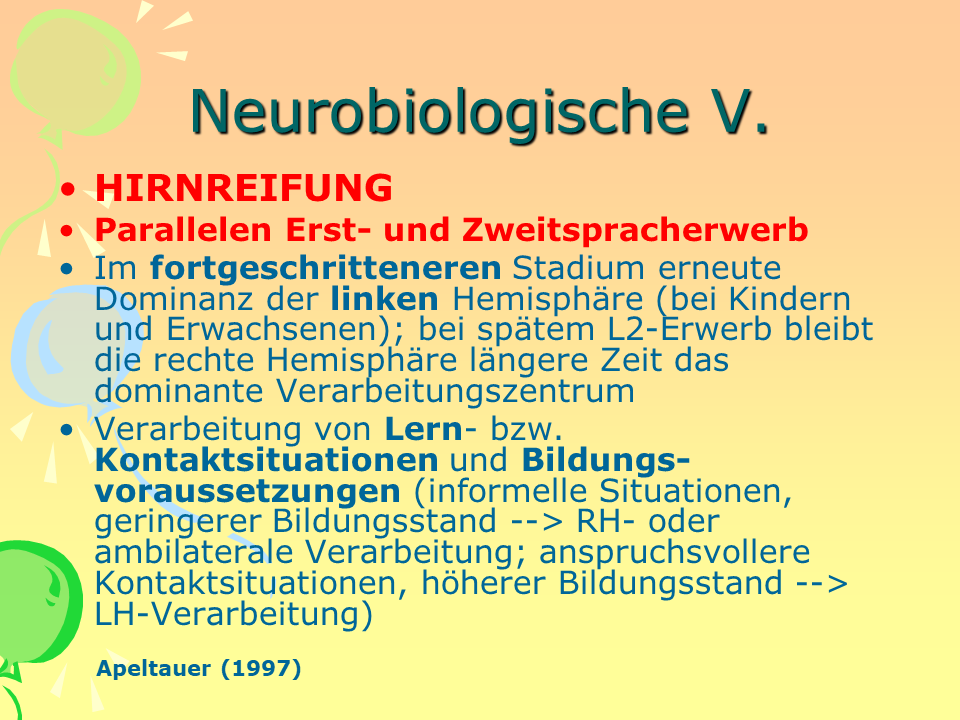 Neurobiologische V.
• HIRNREIFUNG
• Parallelen Erst- und Zweitspracherwerb
• Im fortgeschritteneren Stadium erneute
Dominanz der linken Hemisphäre (bei Kindern
und Erwachsenen); bei spätem L2-Erwerb bleibt
die rechte Hemisphäre längere Zeit das
dominante Verarbeitungszentrum
• Verarbeitung von Lern- bzw.
Kontaktsituationen und Bildungs-
voraussetzungen (informelle Situationen,
geringerer Bildungsstand --> RH- oder
ambilaterale Verarbeitung; anspruchsvollere
Kontaktsituationen, höherer Bildungsstand -->
LH-Verarbeitung)
Apeltauer (1997)